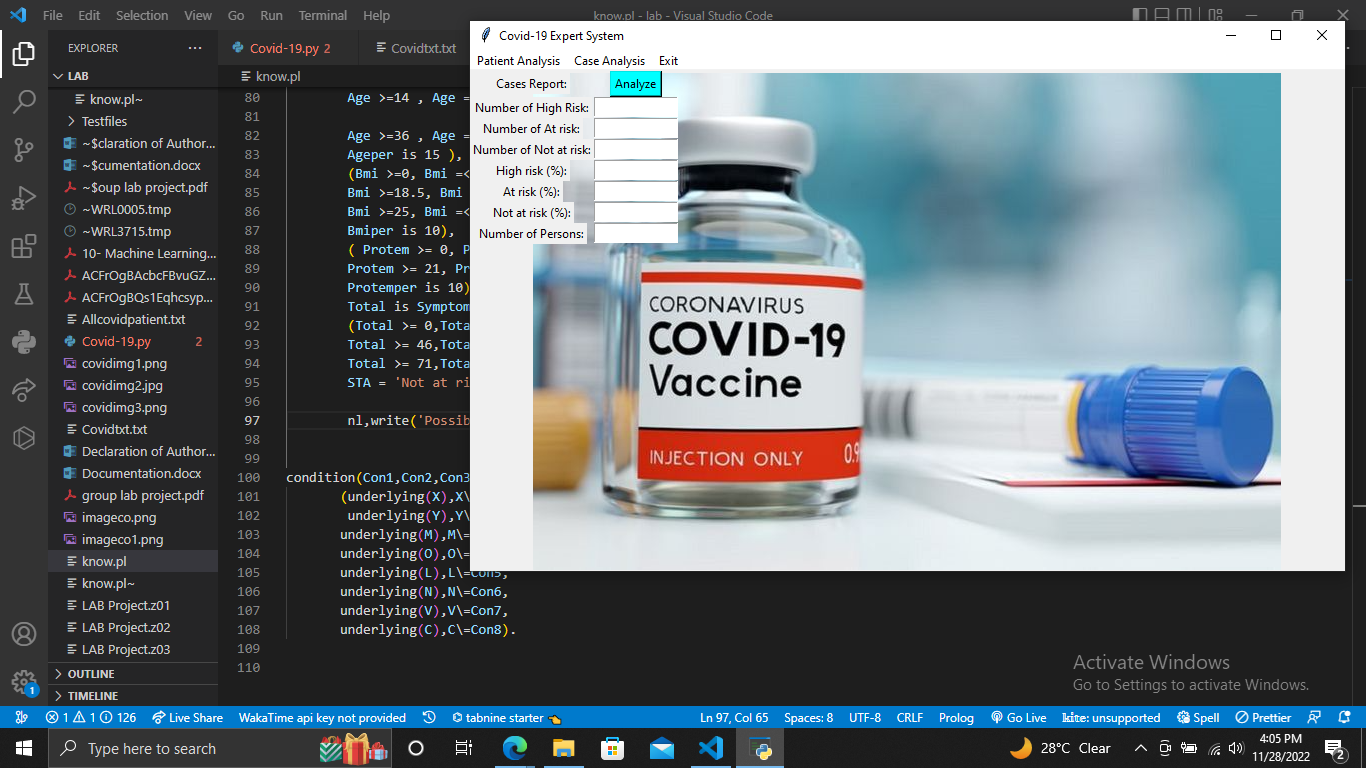 File Edit Selection View Go Run Terminal Help
know.pl - lab - Visual Studio Code
EXPLORER
LAB
know.pl~
Testfiles
~$claration of Author...
~$cumentation.docx
~$oup lab project.pdf
~WRL0005.tmp
~WRL3715.tmp
10- Machine Learning...
ACFrOgBAcbcFBvuGZ...
ACFrOgBQs1Eqhcsyp...
Allcovidpatient.txt
Covid-19.py 2
covidimg1.png
covidimg2.jpg
covidimg3.png
Covidtxt.txt
Declaration of Author...
Documentation.docx
group lab project.pdf
imageco.png
imageco1.png
know.pl
know.pl~
LAB Project.z01
LAB Project.z02
LAB Project.z03
OUTLINE
TIMELINE
Covid-19.py 2
Covidtxt.txt
know.pl
80 Age >=14 , Age =
81
82 Age >=36 , Age =
83 Ageper is 15 ),
84 (Bmi >=0, Bmi =<
85 Bmi >=18.5, Bmi
86 Bmi >=25, Bmi =<
87 Bmiper is 10),
88 ( Protem >= 0, P
89 Protem >= 21, Pr
90 Protemper is 10)
91 Total is Symptom
92 (Total >= 0,Tota
93 Total >= 46,Tota
94 Total >= 71,Tota
95 STA = 'Not at ri
96
97 nl,write('Possib
98
99
100 condition(Con1,Con2,Con3
101 (underlying(X),X\
102 underlying(Y),Y\
103 underlying(M),M\=
104 underlying(O),O\=
105 underlying(L),L\=Con5,
106 underlying(N),N\=Con6,
107 underlying(V),V\=Con7,
108 underlying(C),C\=Con8).
109
110
Covid-19 Expert System
Patient Analysis Case Analysis Exit
Cases Report: Analyze
Number of High Risk:
Number of At risk:
Number of Not at risk:
High risk (%):
At risk (%):
Not at risk (%):
Number of Persons:
CORONAVIRUS
COVID-19
Vaccine
INJECTION ONLY 0.
Activate Windows
Go to Settings to activate Windows.
1
1 1 126 Live Share WakaTime api key not provided tabnine starter Ln 97, Col 65 Spaces: 8 UTF-8 CRLF Prolog Go Live kite: unsupported Spell Prettier
Type here to search
28°C Clear
4:05 PM
11/28/2022
2